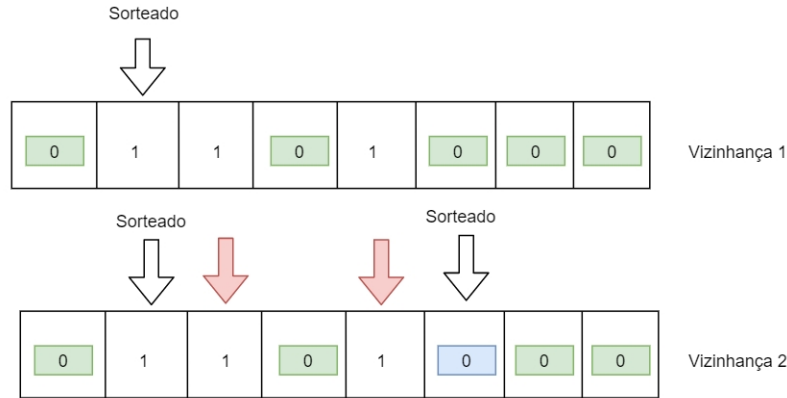 Sorteado
0 1 1 0 1 0 0 0 Vizinhança 1
Sorteado Sorteado
0 1 1 0 1 0 0 0 Vizinhança 2